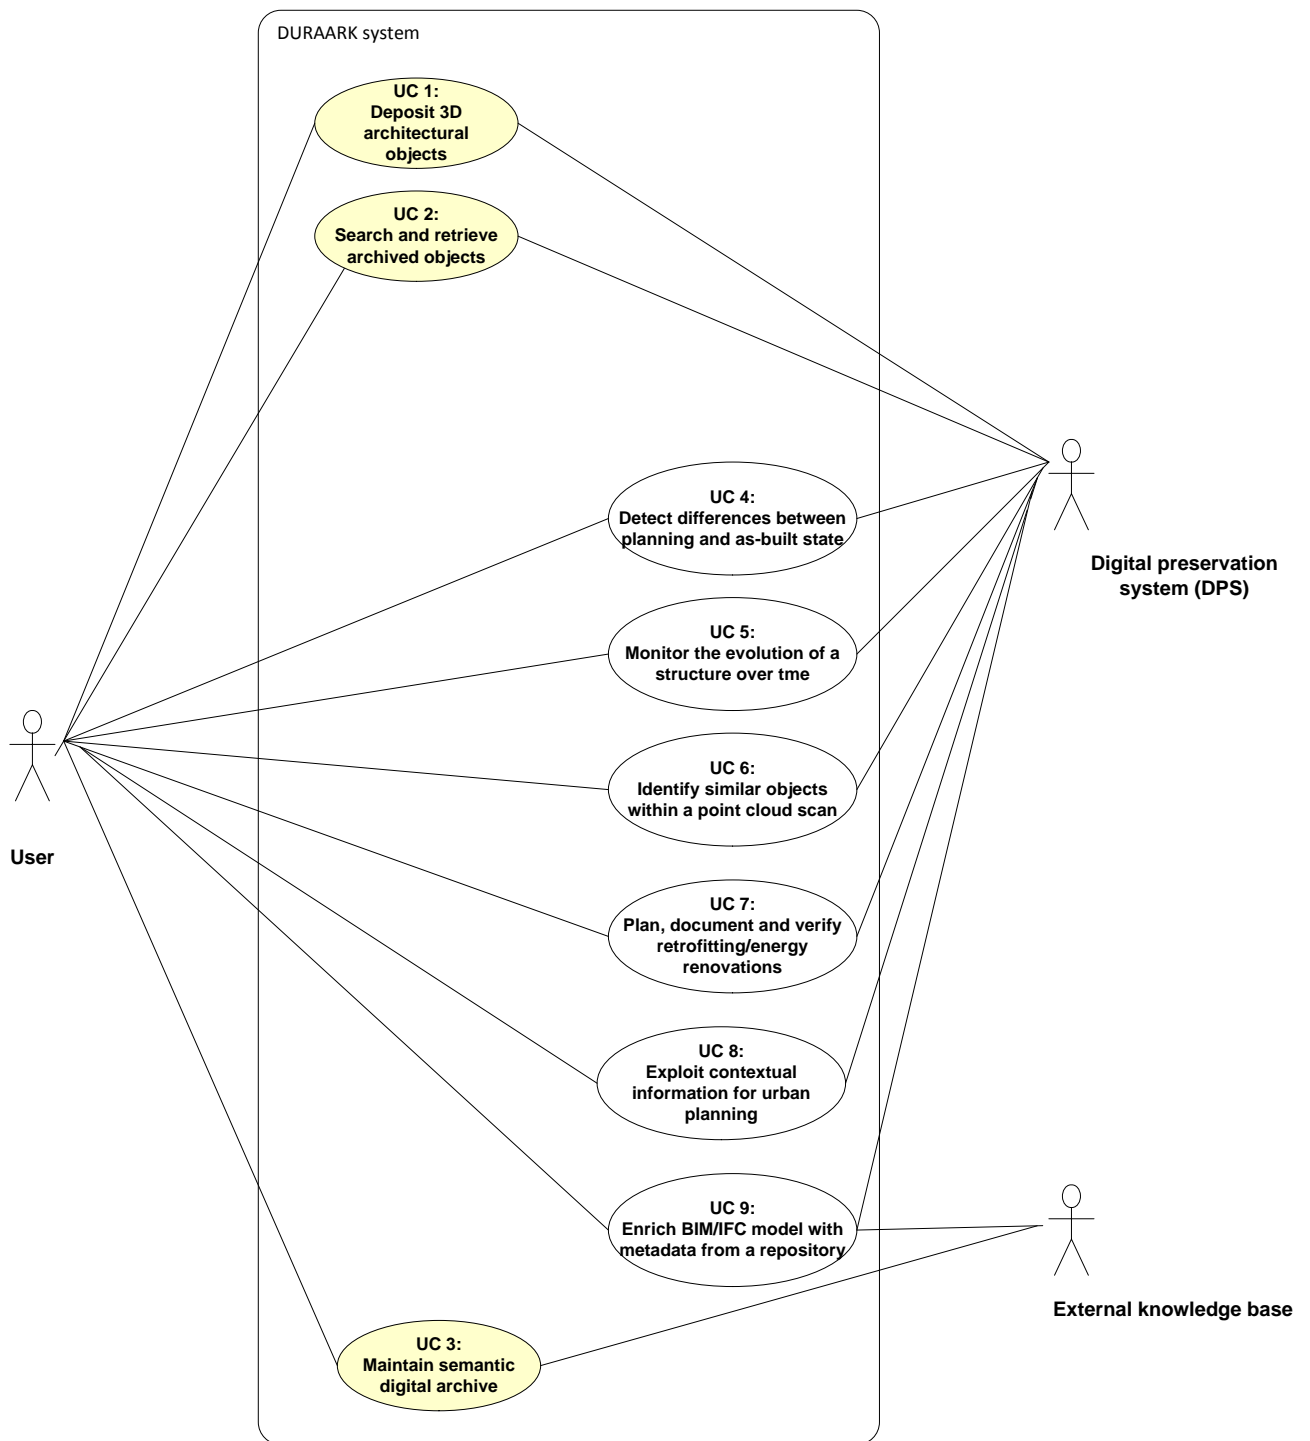 DURAARK system
UC 1:
Deposit 3D
architectural
objects
UC 2:
Search and retrieve
archived objects
UC 4:
Detect differences between
planning and as-built state
Digital preservation
system (DPS)
UC 5:
Monitor the evolution of a
structure over tme
UC 6:
Identify similar objects
within a point cloud scan
User
UC 7:
Plan, document and verify
retrofitting/energy
renovations
UC 8:
Exploit contextual
information for urban
planning
UC 9:
Enrich BIM/IFC model with
metadata from a repository
External knowledge base
UC 3:
Maintain semantic
digital archive